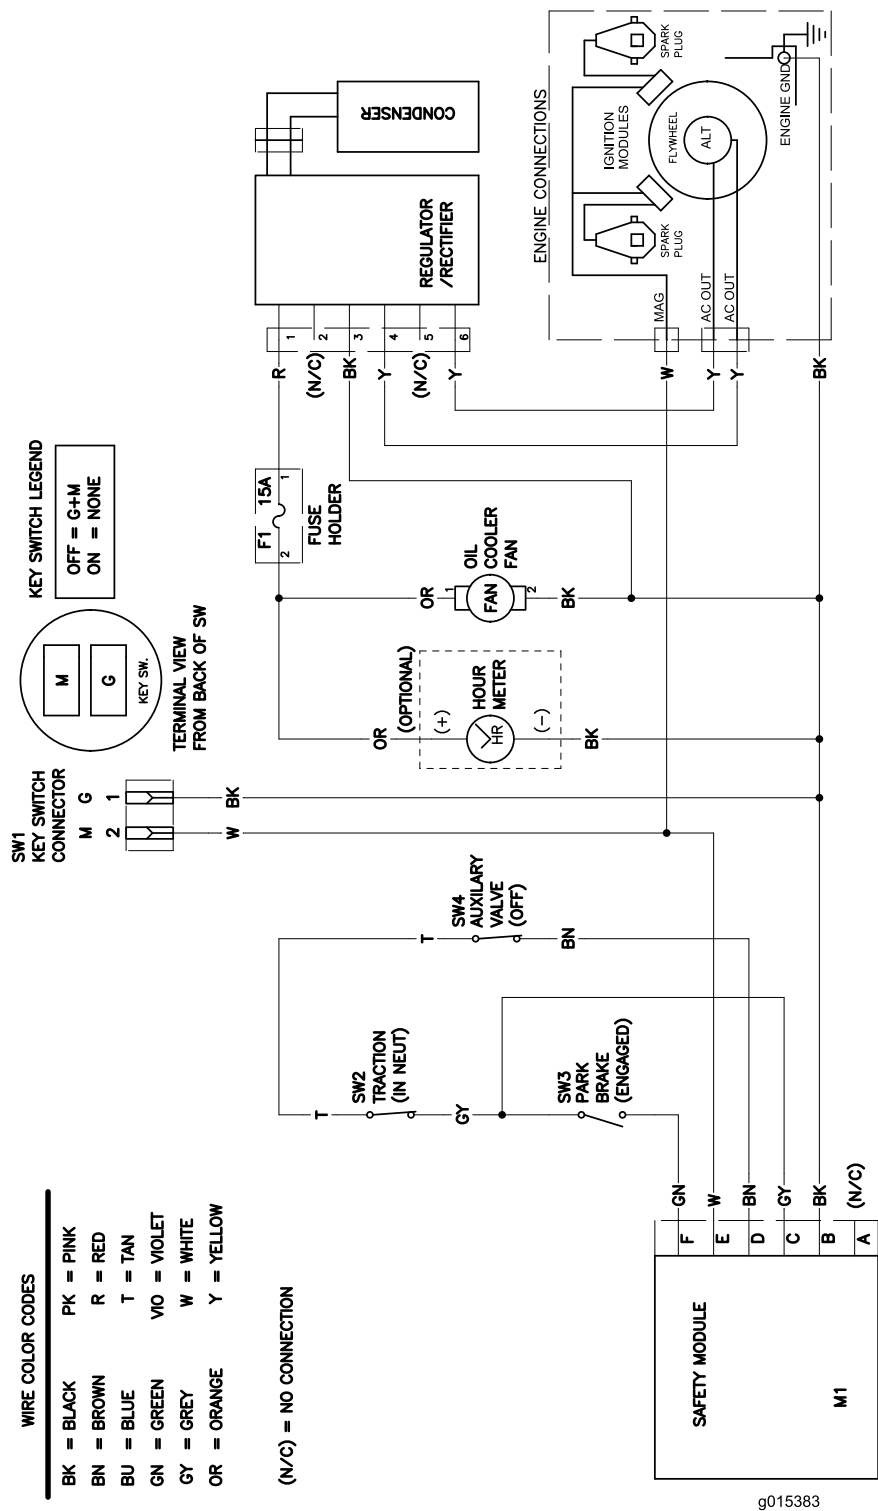 WIRE COLOR CODES
BK = BLACK PK = PINK
BN = BROWN R = RED
BU = BLUE T = TAN
GN = GREEN VIO = VIOLET
GY = GREY W = WHITE
OR = ORANGE Y = YELLOW
(N/C) = NO CONNECTION
SAFETY MODULE
M1
F
E
D
C
B
A
GN
W
BN
GY
BK
(N/C)
T
SW2
TRACTION
(IN NEUT)
GY
SW3
PARK
BRAKE
(ENGAGED)
T
SW4
AUXILARY
VALVE
(OFF)
BN
SW1
KEY SWITCH
CONNECTOR
M G
2 1
W
BK
M
G
KEY SW.
TERMINAL VIEW
FROM BACK OF SW
KEY SWITCH LEGEND
OFF = G+M
ON = NONE
OR
(OPTIONAL)
(+)
HR
HOUR
METER
(−)
BK
OR
1
FAN
2
OIL
COOLER
FAN
BK
F1 15A
2 1
FUSE
HOLDER
R
(N/C)
BK
Y
(N/C)
Y
1
2
3
4
5
6
REGULATOR
/RECTIFIER
CONDENSER
ENGINE CONNECTIONS
W
Y
Y
BK
MAG
AC OUT
AC OUT
SPARK
PLUG
SPARK
PLUG
IGNITION
MODULES
FLYWHEEL
ALT
ENGINE GND
g015383